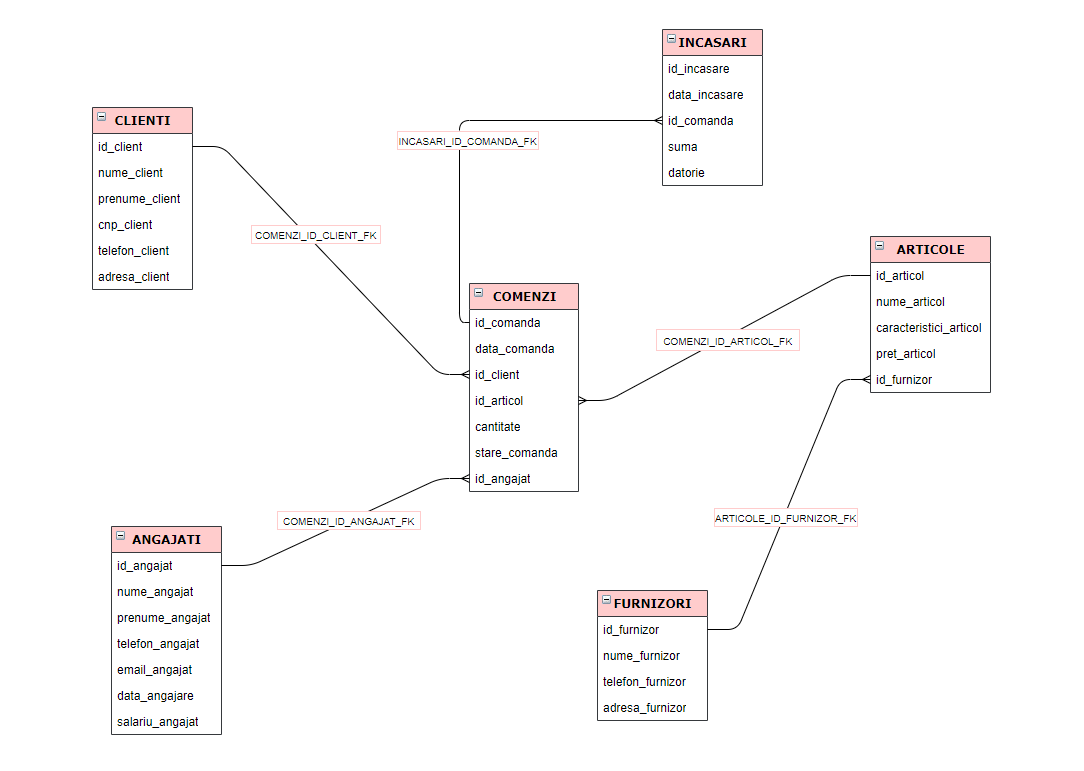 INCASARI
id_incasare
data_incasare
id_comanda
suma
datorie
CLIENTI
id_client
nume_client
prenume_client
cnp_client
telefon_client
adresa_client
INCASARI_ID_COMANDA_FK
COMENZI_ID_CLIENT_FK
ARTICOLE
id_articol
nume_articol
caracteristici_articol
pret_articol
id_furnizor
COMENZI
id_comanda
data_comanda
id_client
id_articol
cantitate
stare_comanda
id_angajat
COMENZI_ID_ARTICOL_FK
COMENZI_ID_ANGAJAT_FK
ARTICOLE_ID_FURNIZOR_FK
ANGAJATI
id_angajat
nume_angajat
prenume_angajat
telefon_angajat
email_angajat
data_angajare
salariu_angajat
FURNIZORI
id_furnizor
nume_furnizor
telefon_furnizor
adresa_furnizor